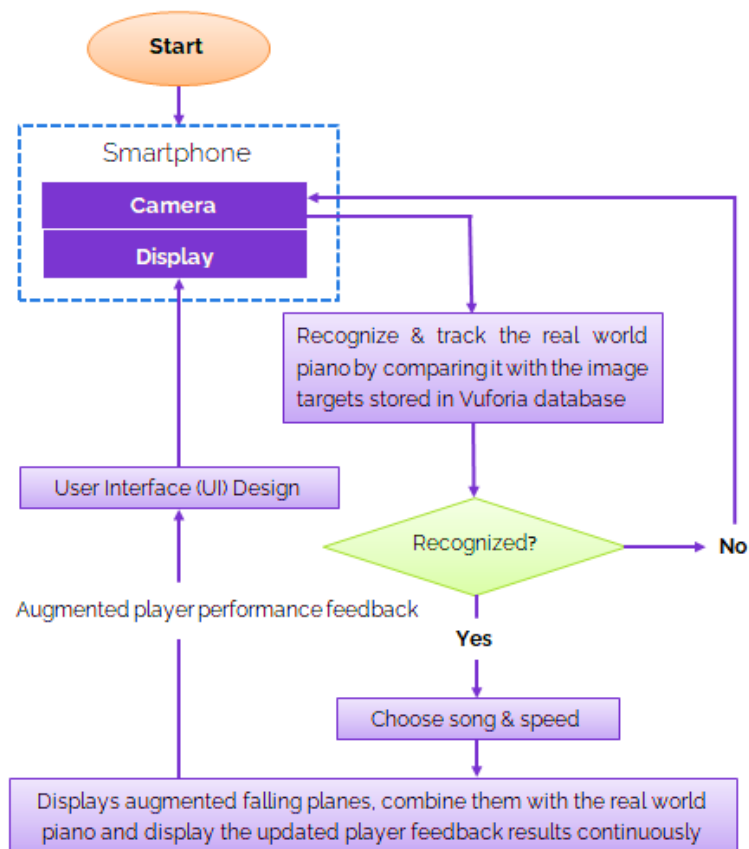 Start
Smartphone
Camera
Display
Recognize & track the real world
piano by comparing it with the image
targets stored in Vuforia database
User Interface (UI) Design
Recognized?
No
Augmented player performance feedback
Yes
Choose song & speed
Displays augmented falling planes, combine them with the real world
piano and display the updated player feedback results continuously